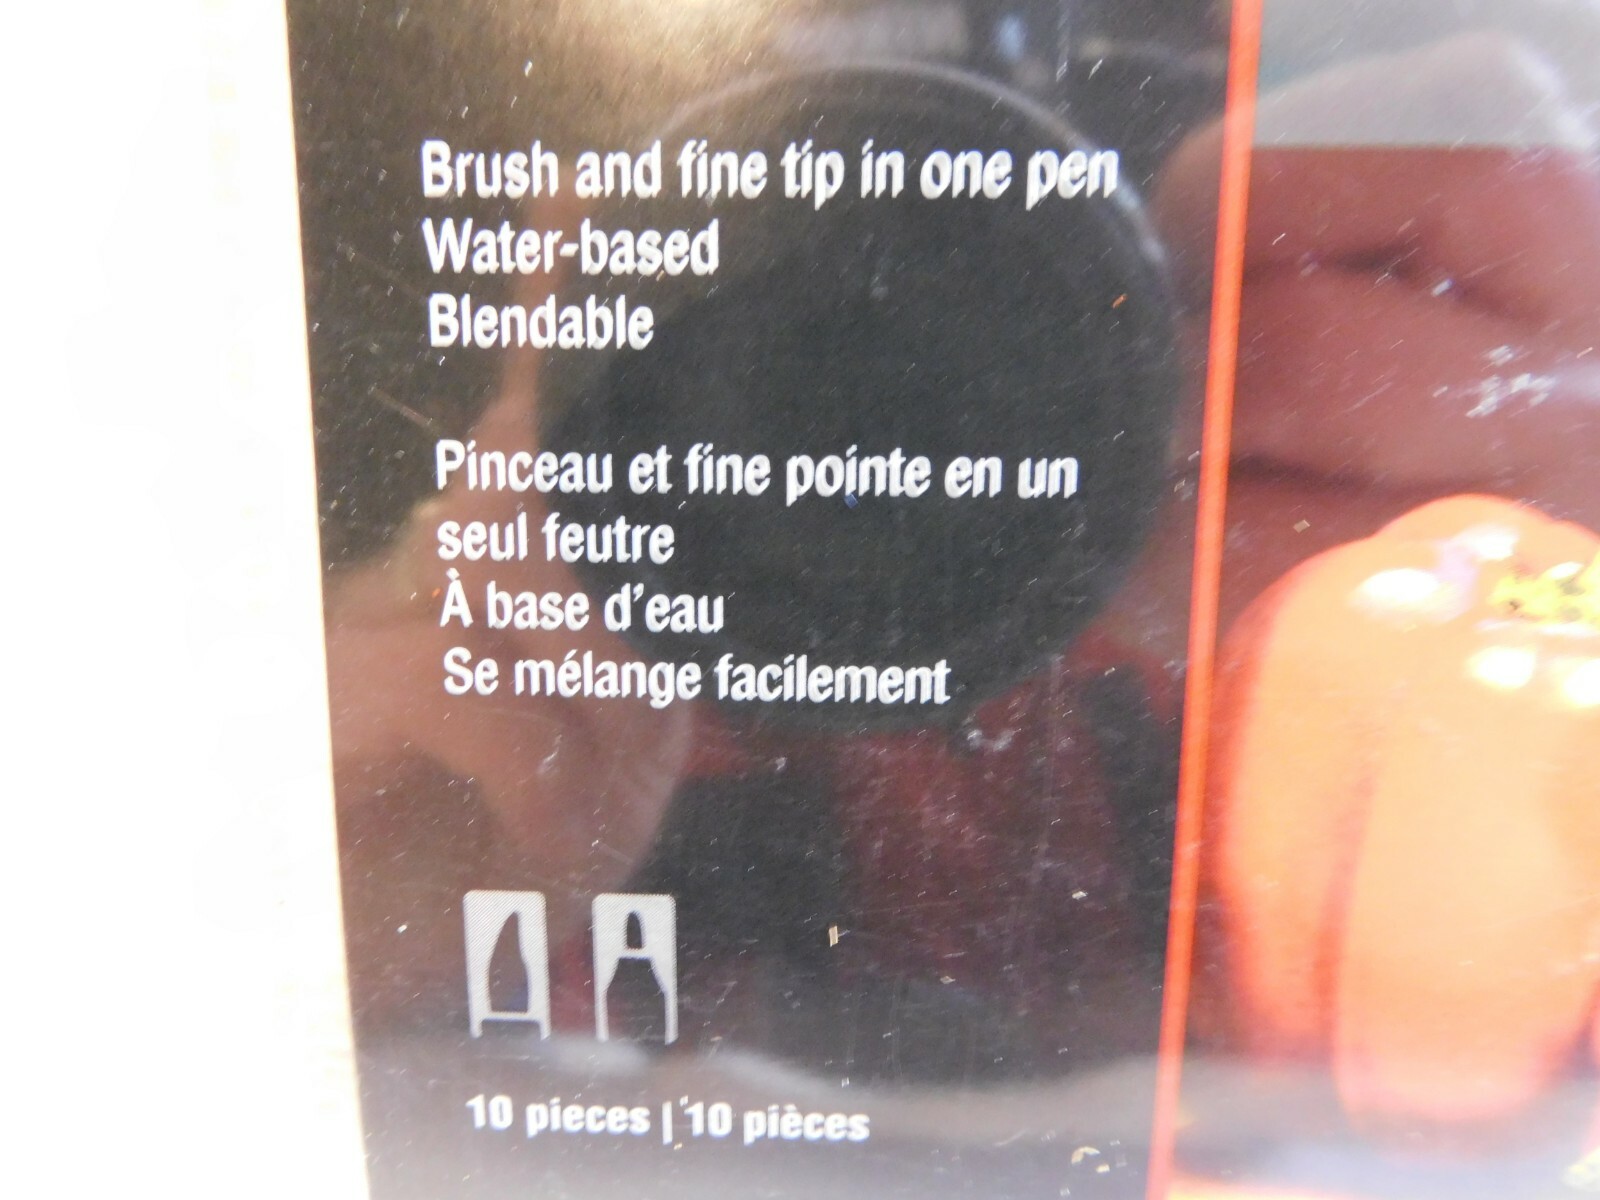 Brush and fine tip in one pen
Water-based
Blendable
Pinceau et fine pointe en un
seul feutre
À base d'eau
Se mélange facilement
10 pieces | 10 pièces